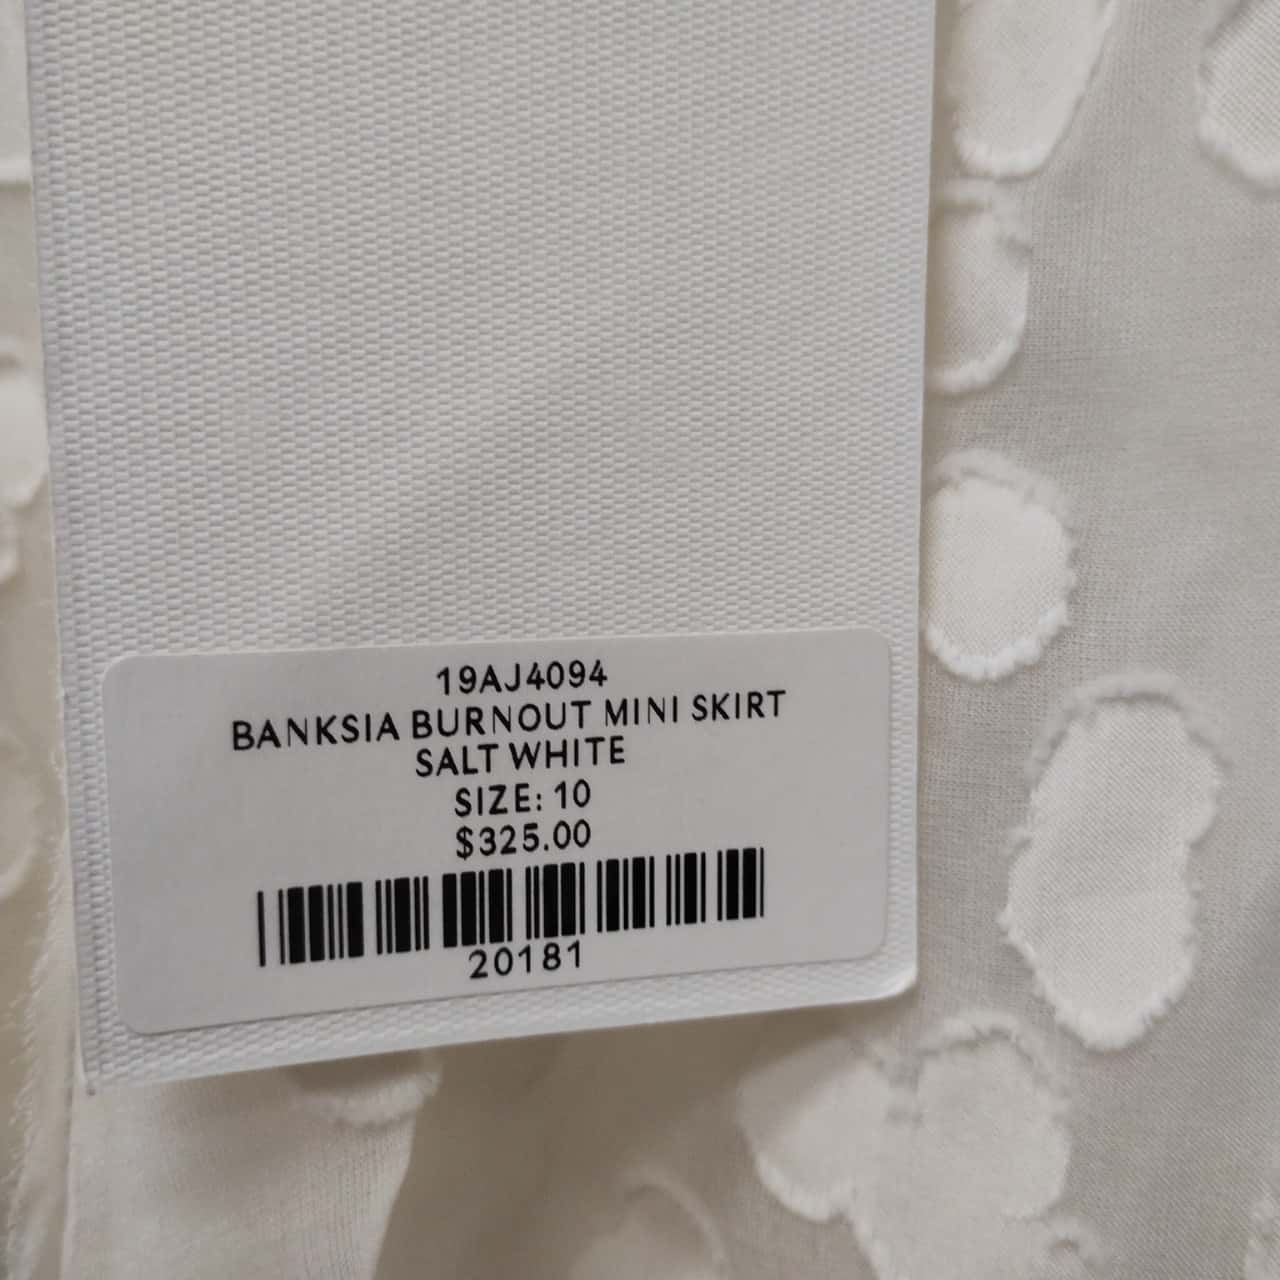 19AJ4094
BANKSIA BURNOUT MINI SKIRT
SALT WHITE
SIZE: 10
$325.00
20181